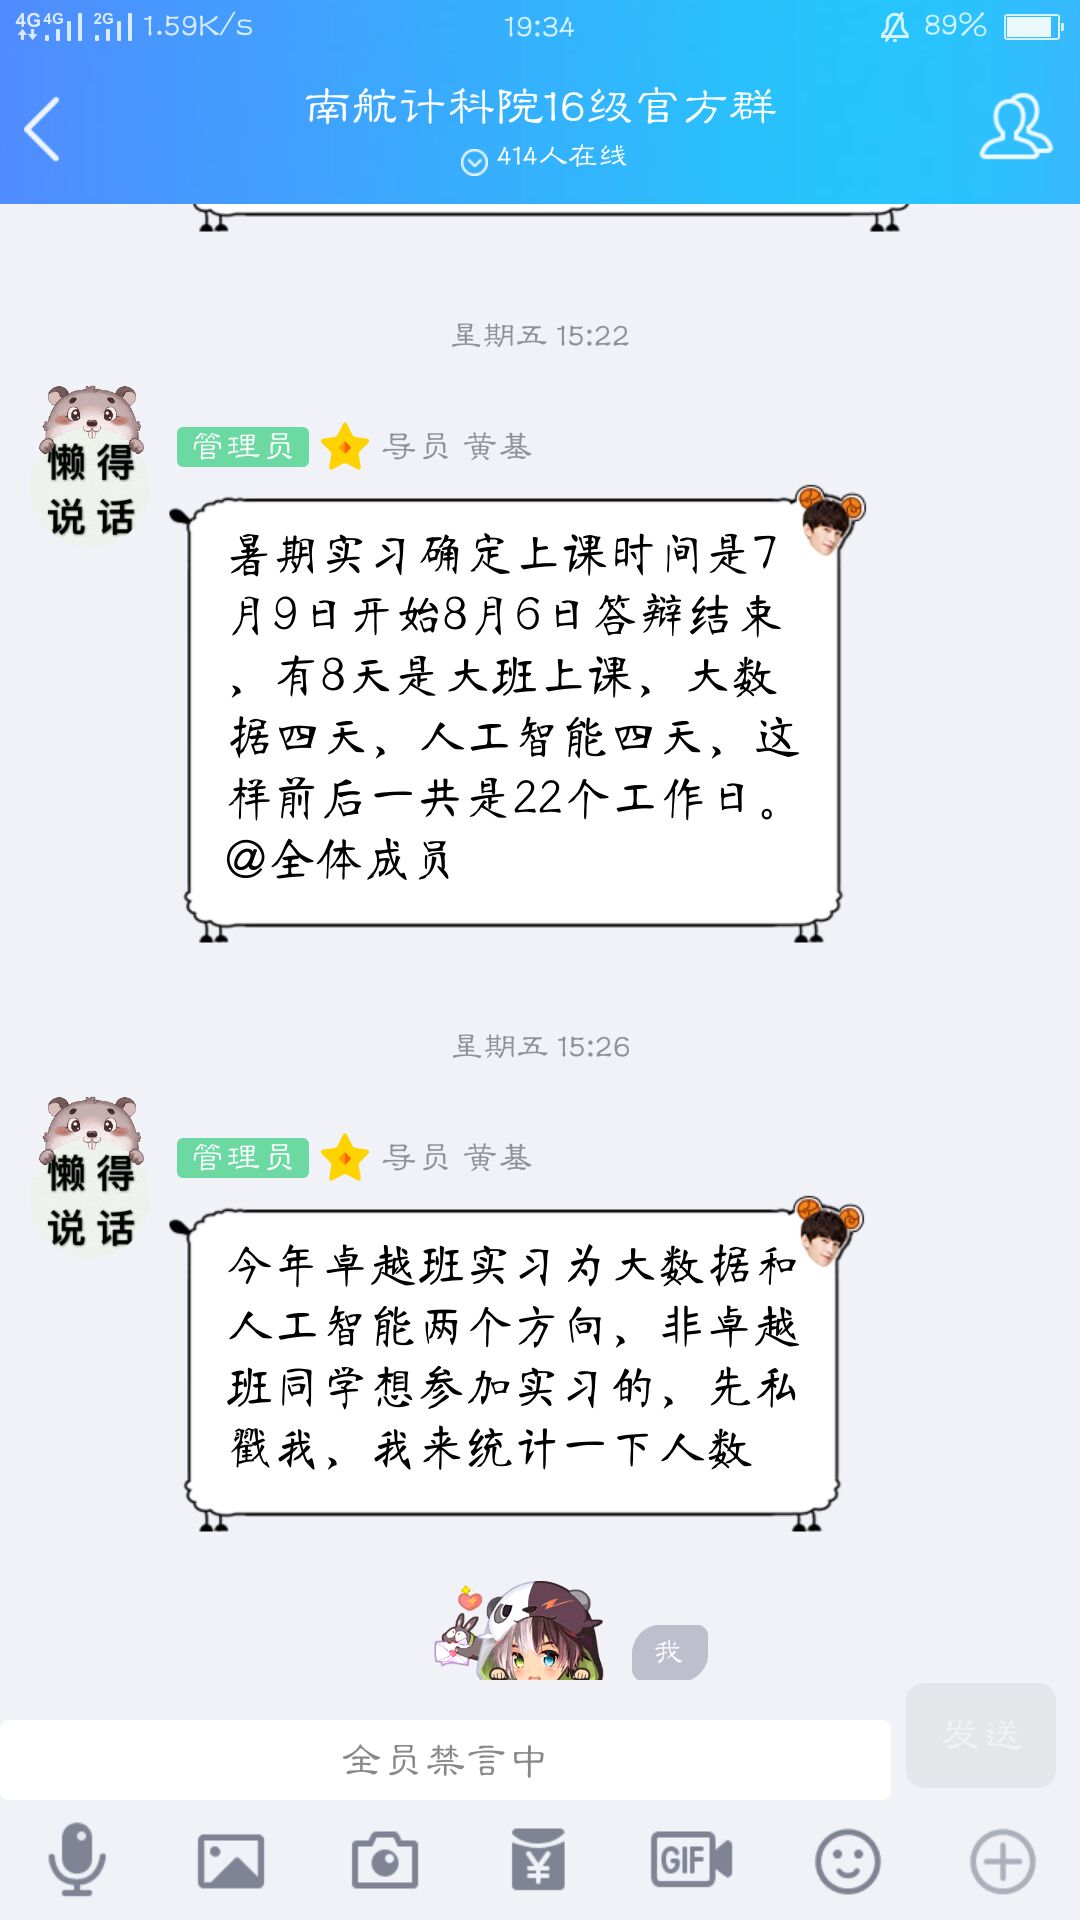 4G 4G 2G 1.59K/s 19:34 89%
南航计科院16级官方群
414人在线
星期五 15:22
懒得
说话
管理员 导员 黄基
暑期实习确定上课时间是7
月9日开始8月6日答辩结束
，有8天是大班上课，大数
据四天，人工智能四天，这
样前后一共是22个工作日。
@全体成员
星期五 15:26
懒得
说话
管理员 导员 黄基
今年卓越班实习为大数据和
人工智能两个方向，非卓越
班同学想参加实习的，先私
戳我，我来统计一下人数
我
发送
全员禁言中
GIF